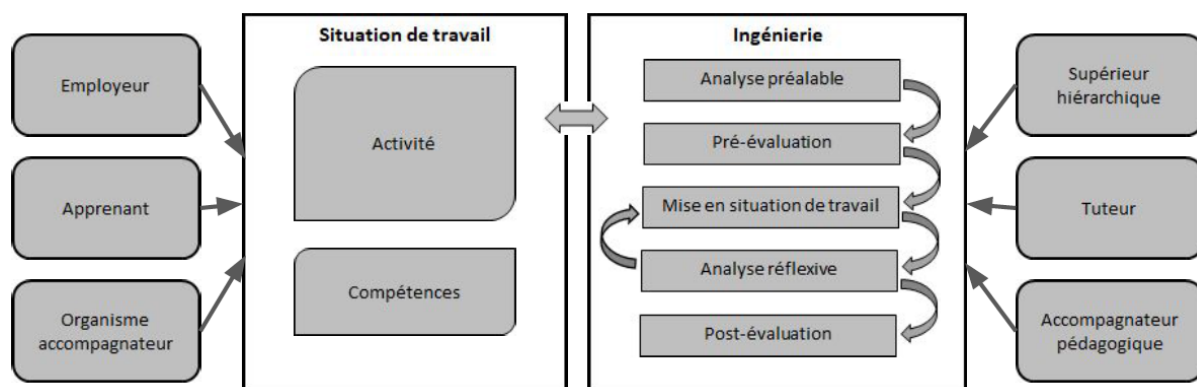 Employeur
Apprenant
Organisme
accompagnateur
Situation de travail
Activité
Compétences
Ingénierie
Analyse préalable
Pré-évaluation
Mise en situation de travail
Analyse réflexive
Post-évaluation
Supérieur
hiérarchique
Tuteur
Accompagnateur
pédagogique